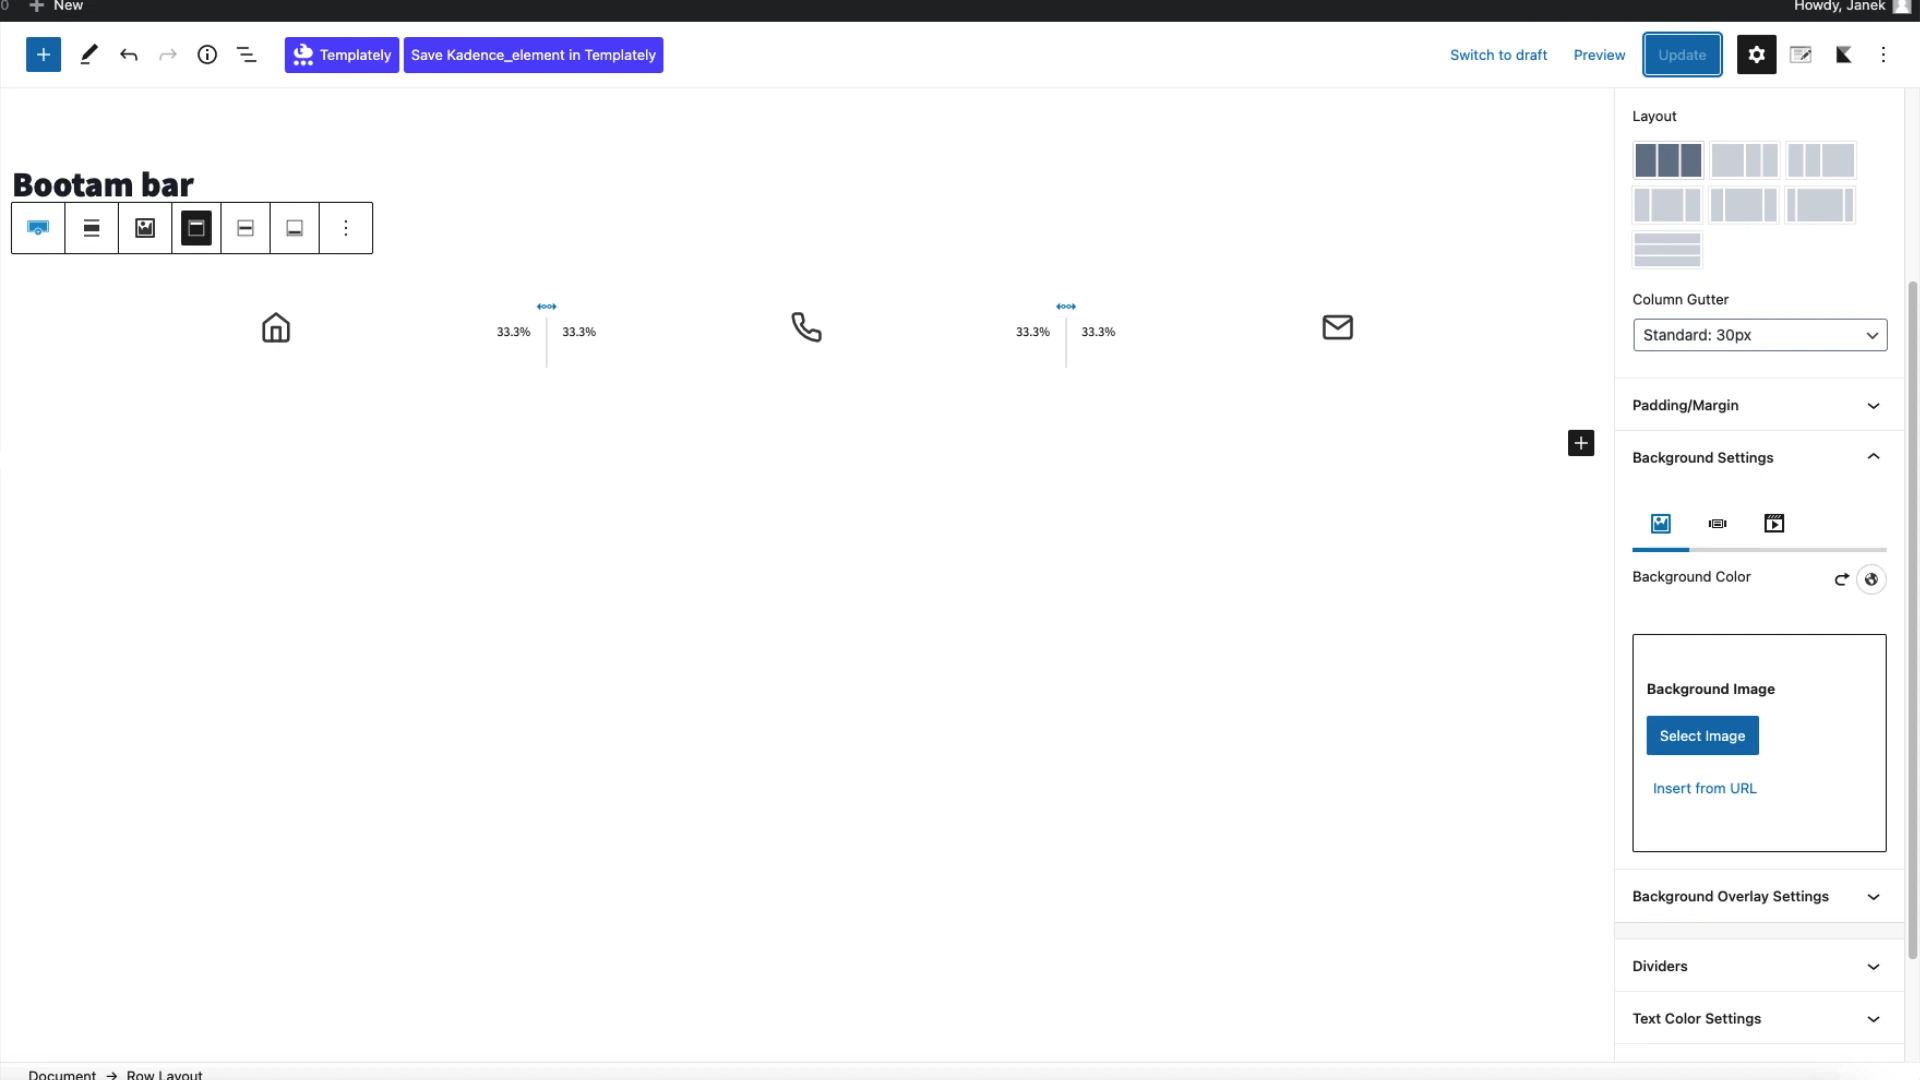 0 New Howdy, Janek
Templately Save Kadence_element in Templately Switch to draft Preview Update
Layout
Bootam bar
Column Gutter
33.3% 33.3% 33.3% 33.3%
Standard: 30px
Padding/Margin
Background Settings
Background Color
Background Image
Select Image
Insert from URL
Background Overlay Settings
Dividers
Text Color Settings
Document → Row Layout